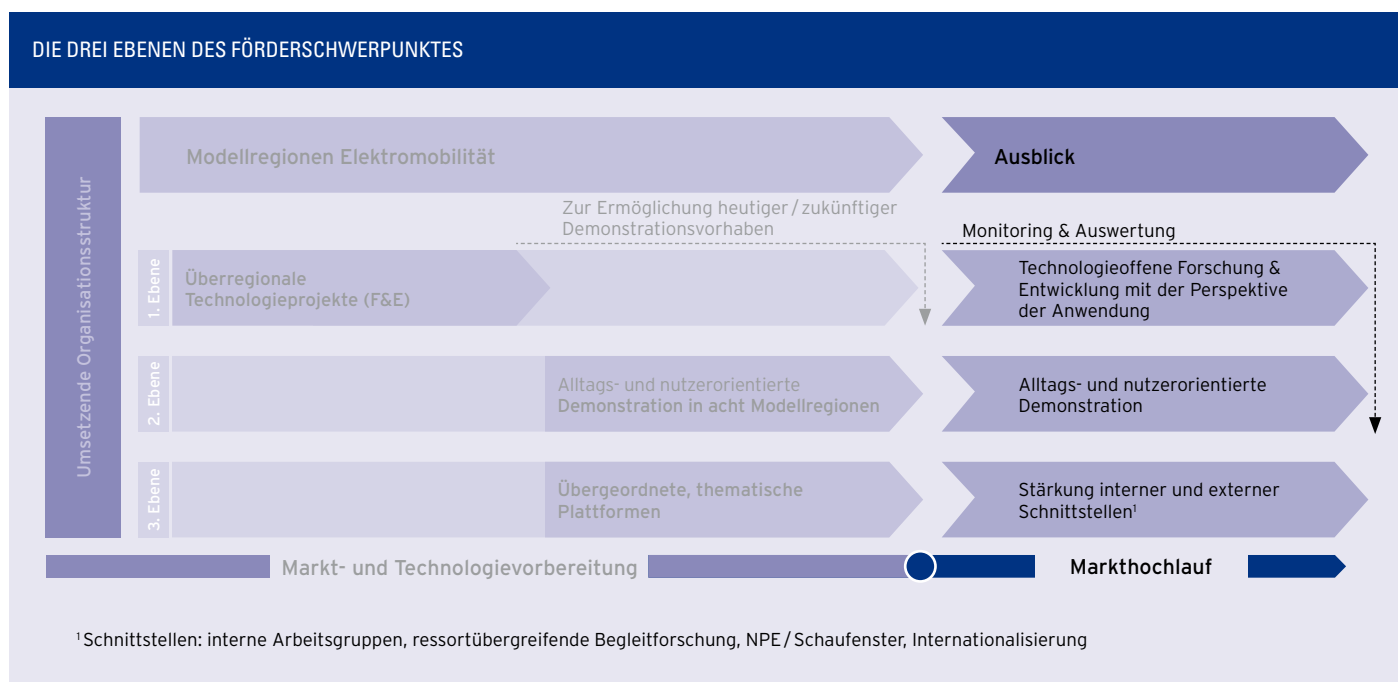 DIE DREI EBENEN DES FÖRDERSCHWERPUNKTES
Umsetzende Organisationsstruktur
Modellregionen Elektromobilität
Ausblick
Zur Ermöglichung heutiger / zukünftiger
Demonstrationsvorhaben
Monitoring & Auswertung
1. Ebene
Überregionale
Technologieprojekte (F&E)
Technologieoffene Forschung &
Entwicklung mit der Perspektive
der Anwendung
2. Ebene
Alltags- und nutzerorientierte
Demonstration in acht Modellregionen
Alltags- und nutzerorientierte
Demonstration
3. Ebene
Übergeordnete, thematische
Plattformen
Stärkung interner und externer
Schnittstellen¹
Markt- und Technologievorbereitung
Markthochlauf
¹ Schnittstellen: interne Arbeitsgruppen, ressortübergreifende Begleitforschung, NPE / Schaufenster, Internationalisierung